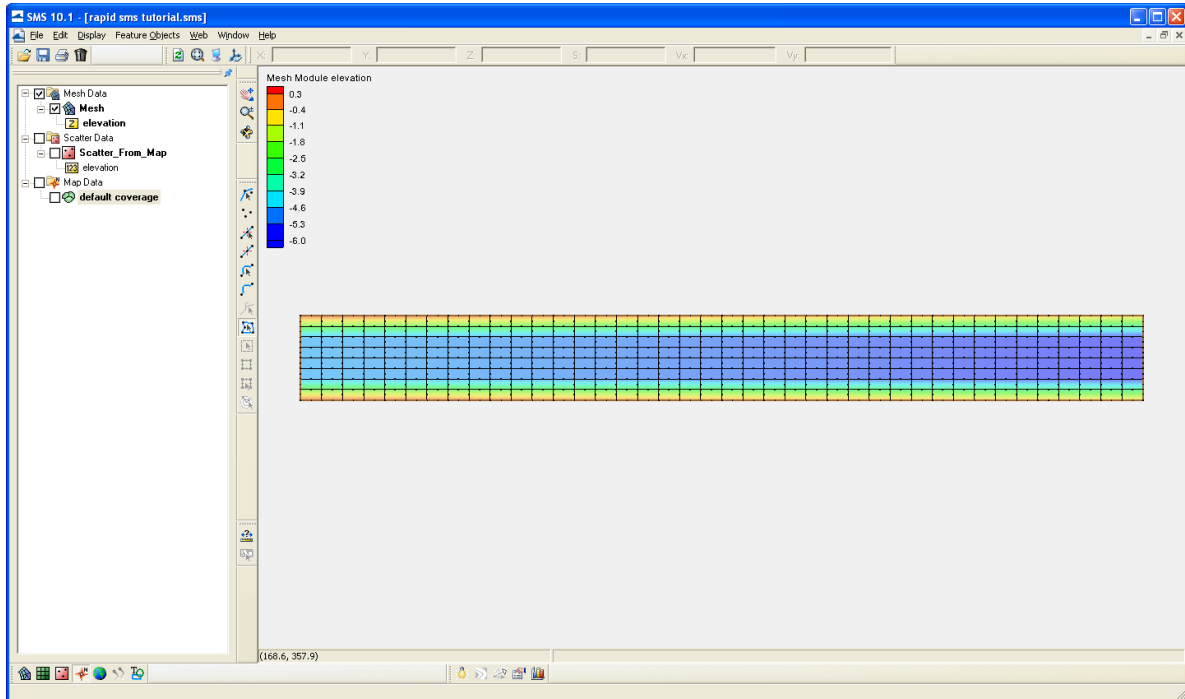 SMS 10.1 - [rapid sms tutorial.sms]
File Edit Display Feature Objects Web Window Help
X: Y: Z: S: Vx: Vy:
Mesh Data
Mesh
Z elevation
Scatter Data
Scatter_From_Map
123 elevation
Map Data
default coverage
Mesh Module elevation
0.3
-0.4
-1.1
-1.8
-2.5
-3.2
-3.9
-4.6
-5.3
-6.0
(168.6, 357.9)